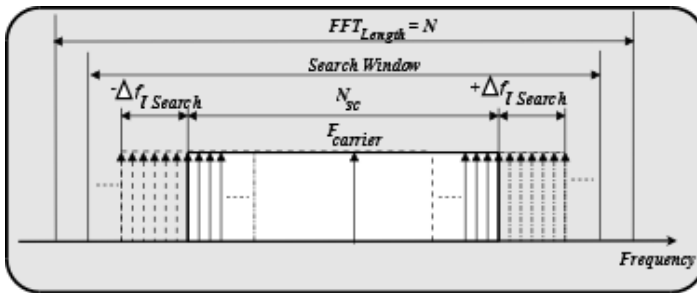 FFT_Length = N
Search Window
-Δf_I Search
N_sc
+Δf_I Search
F_carrier
Frequency